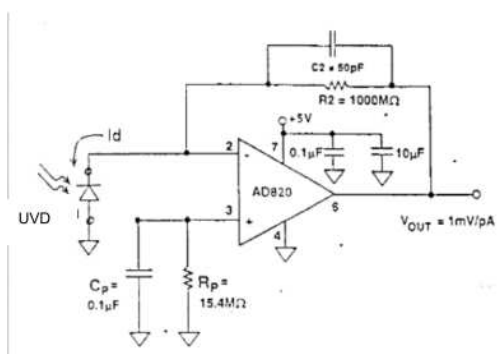 C2 = 50pF
R2 = 1000MΩ
+5V
Id
0.1μF
10μF
2
-
7
AD820
6
3
+
4
UVD
VOUT = 1mV/pA
CP =
0.1μF
RP =
15.4MΩ